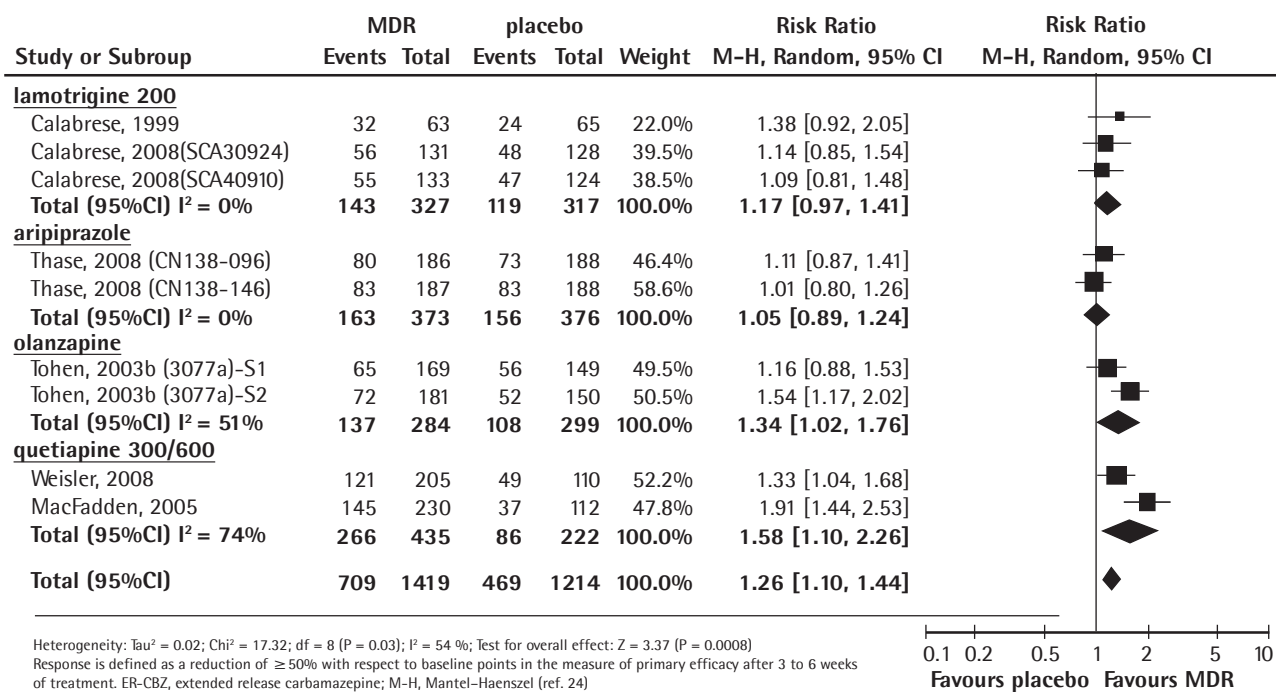 MDR placebo Risk Ratio Risk Ratio
Study or Subgroup Events Total Events Total Weight M-H, Random, 95% CI M-H, Random, 95% CI
lamotrigine 200
Calabrese, 1999 32 63 24 65 22.0% 1.38 [0.92, 2.05]
Calabrese, 2008(SCA30924) 56 131 48 128 39.5% 1.14 [0.85, 1.54]
Calabrese, 2008(SCA40910) 55 133 47 124 38.5% 1.09 [0.81, 1.48]
Total (95%CI) I² = 0% 143 327 119 317 100.0% 1.17 [0.97, 1.41]
aripiprazole
Thase, 2008 (CN138-096) 80 186 73 188 46.4% 1.11 [0.87, 1.41]
Thase, 2008 (CN138-146) 83 187 83 188 58.6% 1.01 [0.80, 1.26]
Total (95%CI) I² = 0% 163 373 156 376 100.0% 1.05 [0.89, 1.24]
olanzapine
Tohen, 2003b (3077a)-S1 65 169 56 149 49.5% 1.16 [0.88, 1.53]
Tohen, 2003b (3077a)-S2 72 181 52 150 50.5% 1.54 [1.17, 2.02]
Total (95%CI) I² = 51% 137 284 108 299 100.0% 1.34 [1.02, 1.76]
quetiapine 300/600
Weisler, 2008 121 205 49 110 52.2% 1.33 [1.04, 1.68]
MacFadden, 2005 145 230 37 112 47.8% 1.91 [1.44, 2.53]
Total (95%CI) I² = 74% 266 435 86 222 100.0% 1.58 [1.10, 2.26]
Total (95%CI) 709 1419 469 1214 100.0% 1.26 [1.10, 1.44]
Heterogeneity: Tau² = 0.02; Chi² = 17.32; df = 8 (P = 0.03); I² = 54 %; Test for overall effect: Z = 3.37 (P = 0.0008)
Response is defined as a reduction of ≥ 50% with respect to baseline points in the measure of primary efficacy after 3 to 6 weeks
of treatment. ER-CBZ, extended release carbamazepine; M-H, Mantel-Haenszel (ref. 24)
0.1 0.2 0.5 1 2 5 10
Favours placebo Favours MDR